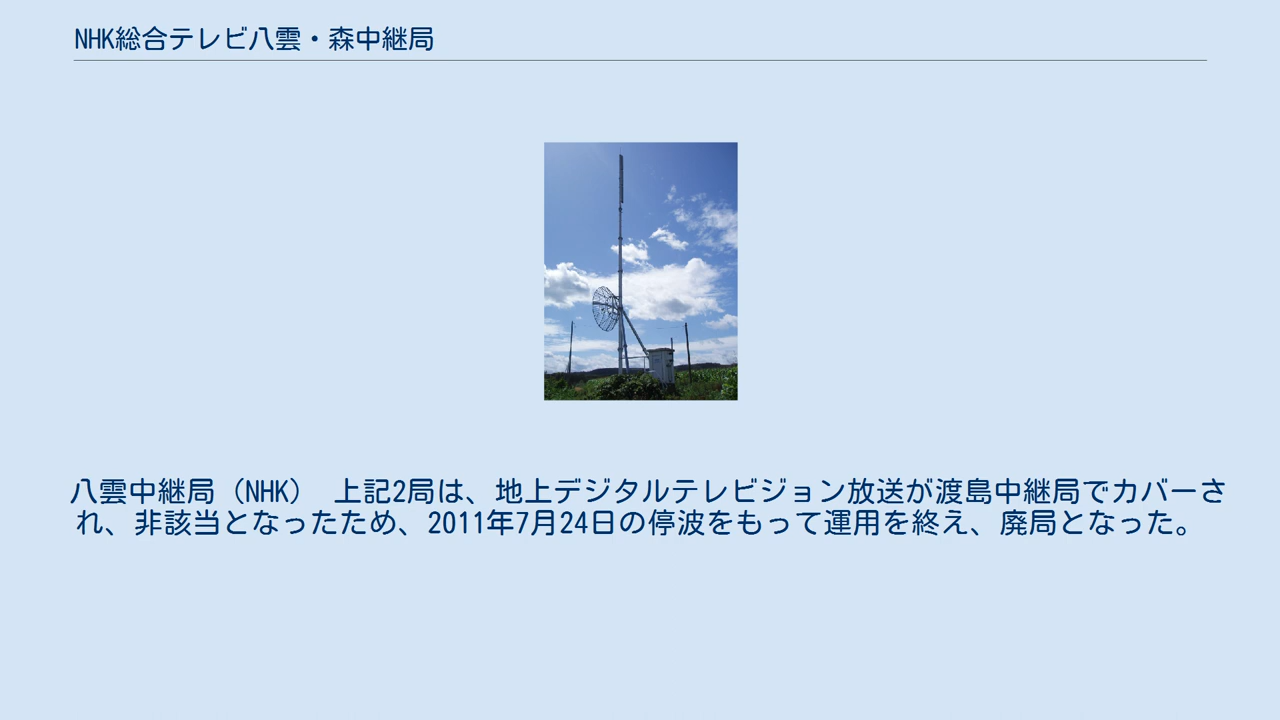 NHK総合テレビ八雲・森中継局
八雲中継局（NHK） 上記2局は、地上デジタルテレビジョン放送が渡島中継局でカバーさ
れ、非該当となったため、2011年7月24日の停波をもって運用を終え、廃局となった。